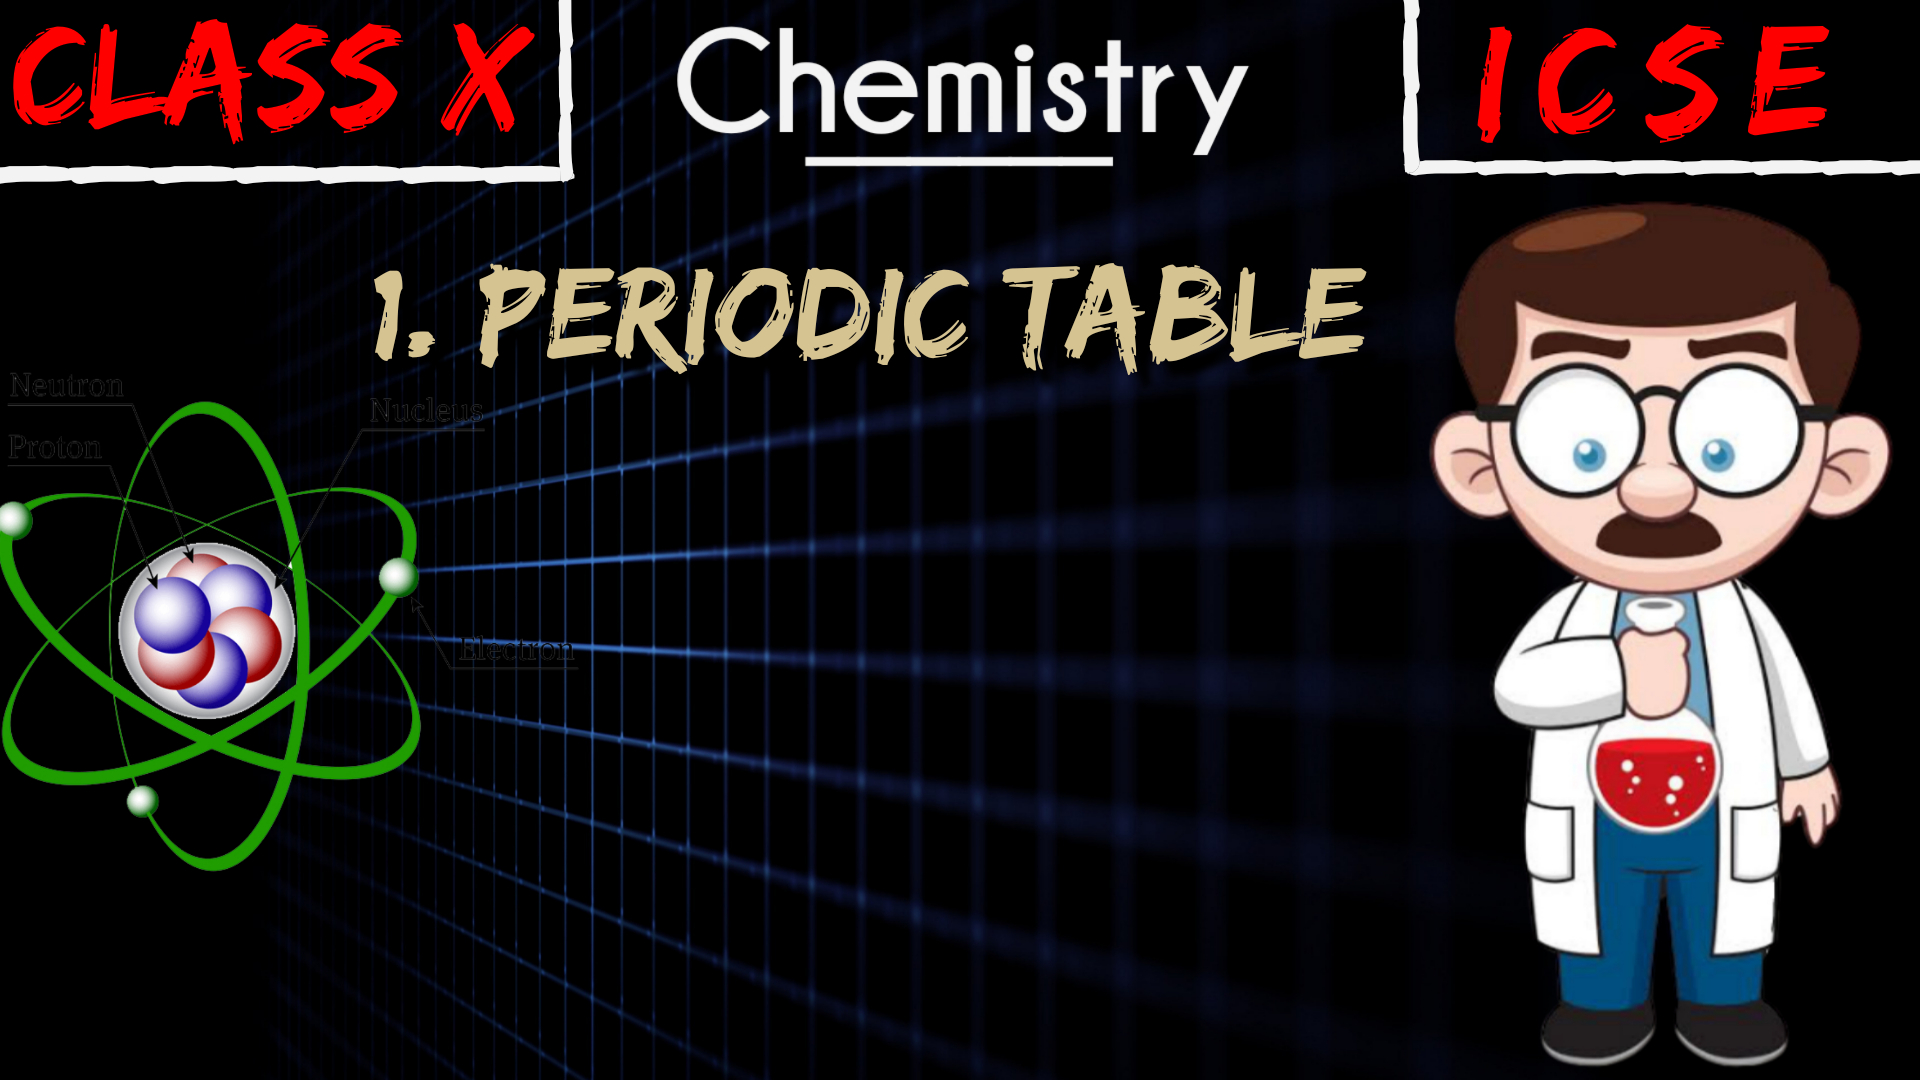 CLASS X
Chemistry
ICSE
1. PERIODIC TABLE
Neutron
Nucleus
Proton
Electron